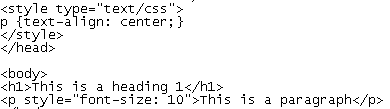 <style type="text/css">
p {text-align: center;}
</style>
</head>

<body>
<h1>This is a heading 1</h1>
<p style="font-size: 10">This is a paragraph</p>